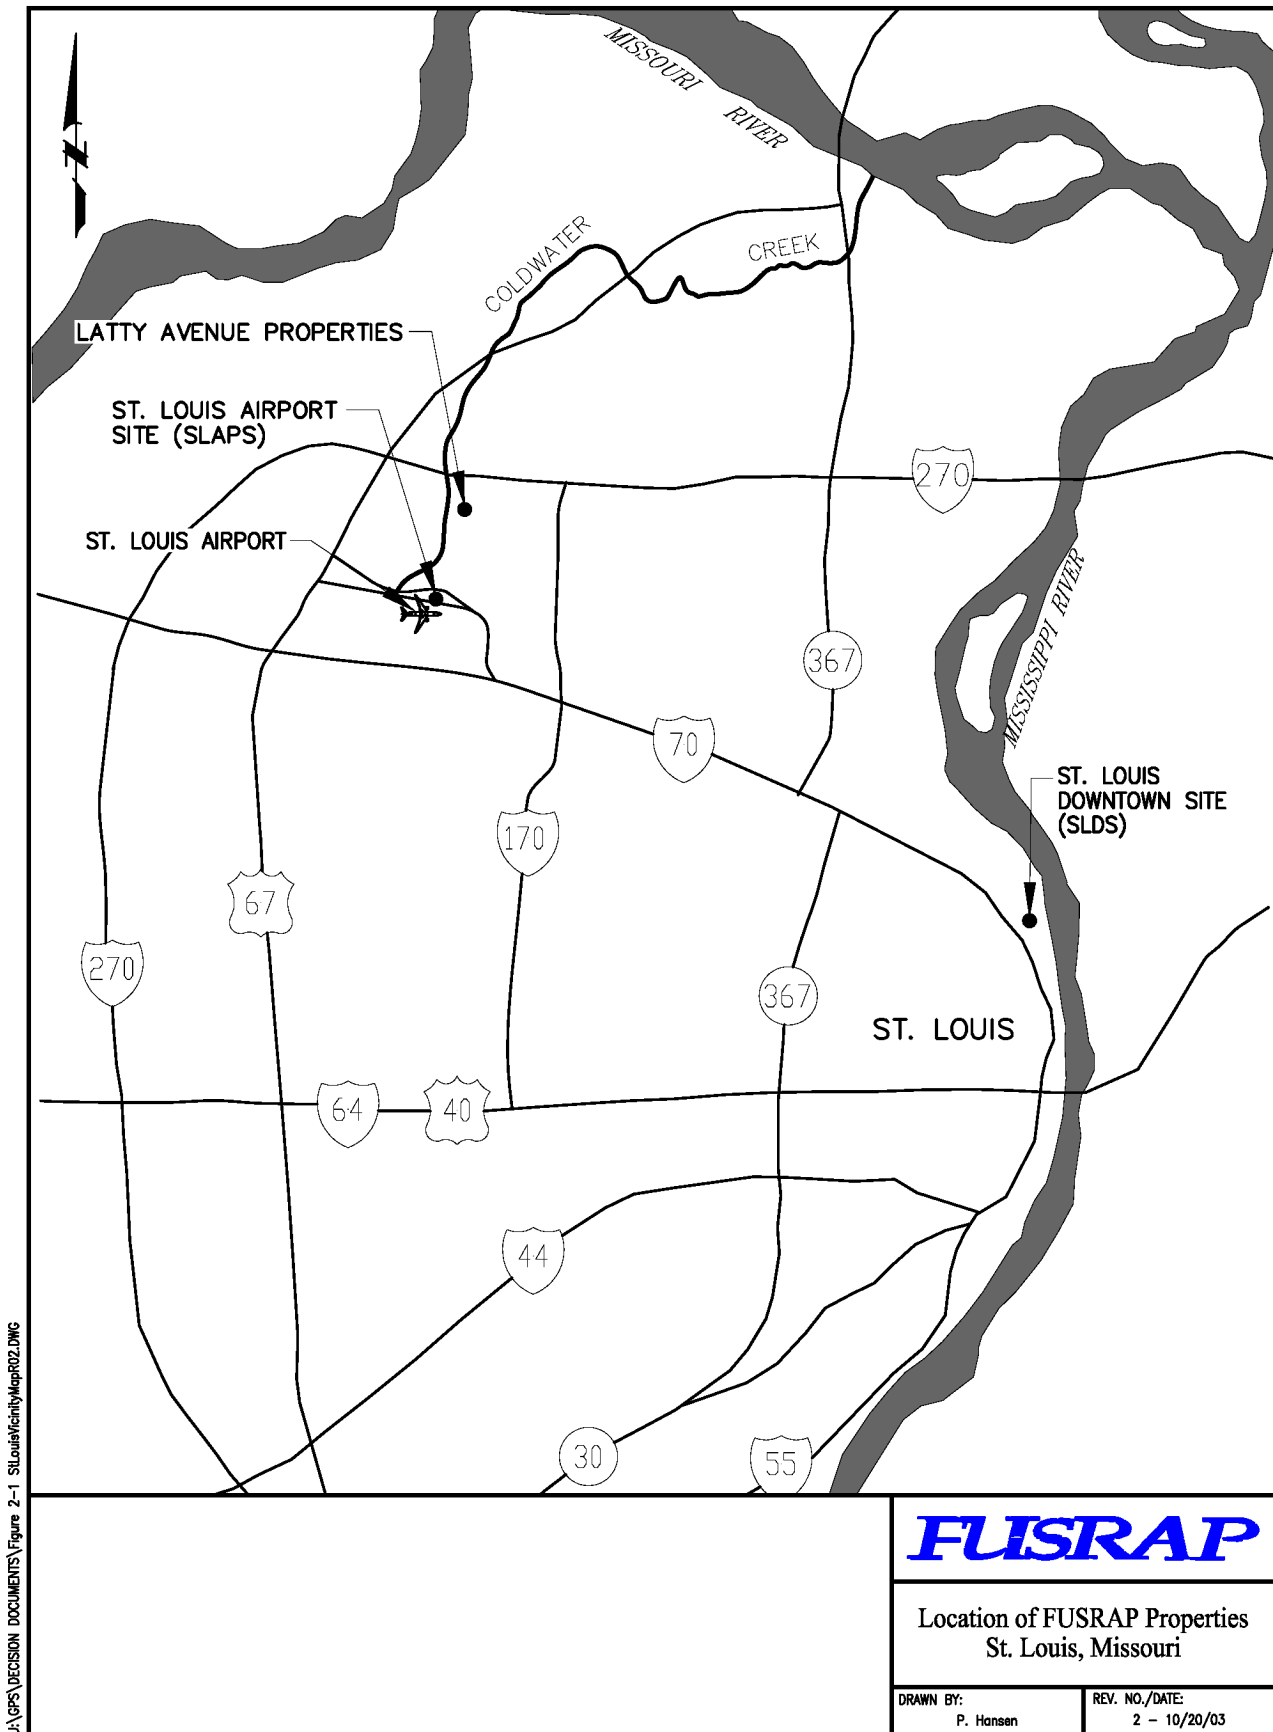 MISSOURI RIVER
COLDWATER CREEK
LATTY AVENUE PROPERTIES
ST. LOUIS AIRPORT
SITE (SLAPS)
270
ST. LOUIS AIRPORT
MISSISSIPPI RIVER
367
70
ST. LOUIS
DOWNTOWN SITE
(SLDS)
170
67
270
367
ST. LOUIS
64
40
44
30
55
N
J:\GPS\DECISION DOCUMENTS\Figure 2-1 StLouisVicinityMapR02.DWG
FUSRAP
Location of FUSRAP Properties
St. Louis, Missouri
DRAWN BY:
P. Hansen
REV. NO./DATE:
2 - 10/20/03